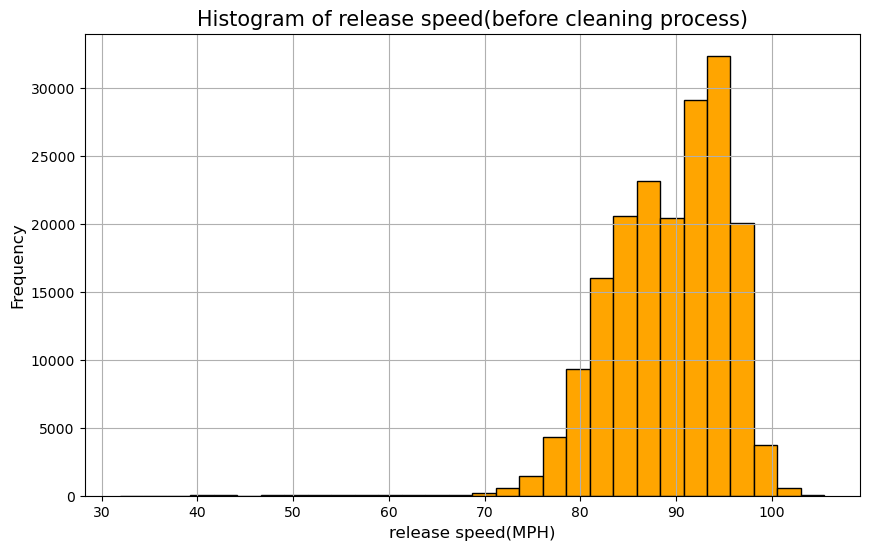 Histogram of release speed(before cleaning process)
30000
25000
20000
15000
10000
5000
0
Frequency
30 40 50 60 70 80 90 100
release speed(MPH)